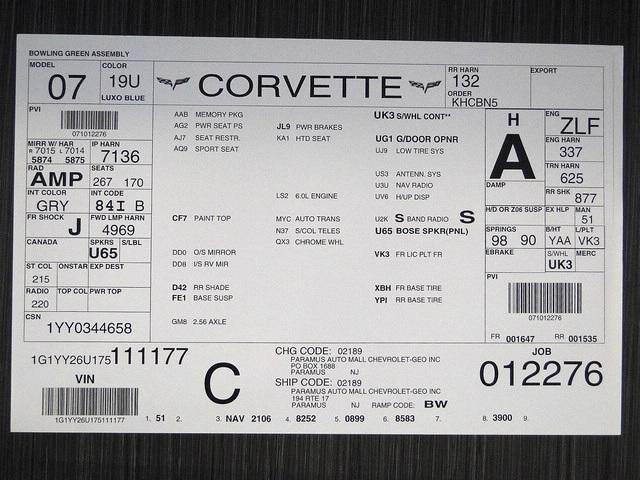 BOWLING GREEN ASSEMBLY
MODEL
07
COLOR
19U
LUXO BLUE
CORVETTE
RR HARN
132
ORDER
KHCBN5
EXPORT
PVI
071012276
MIRR W/ HAR
R 7015 L 7014
5874 5875
IP HARN
7136
RAD
AMP
SEATS
267 170
INT COLOR
GRY
INT CODE
84I B
FR SHOCK
J
FWD LMP HARN
4969
CANADA
SPKRS
U65
S/LBL
ST COL
215
ONSTAR
EXP DEST
RADIO
220
TOP COL
PWR TOP
CSN
1YY0344658
AAB MEMORY PKG
AG2 PWR SEAT PS
AJ7 SEAT RESTR.
AQ9 SPORT SEAT
CF7 PAINT TOP
DD0 O/S MIRROR
DD8 I/S RV MIR
D42 RR SHADE
FE1 BASE SUSP
GM8 2.56 AXLE
JL9 PWR BRAKES
KA1 HTD SEAT
LS2 6.0L ENGINE
MYC AUTO TRANS
N37 S/COL TELES
QX3 CHROME WHL
UK3 S/WHL CONT**
UG1 G/DOOR OPNR
UJ9 LOW TIRE SYS
US3 ANTENN. SYS
U3U NAV RADIO
UV6 H/UP DISP
U2K S BAND RADIO S
U65 BOSE SPKR(PNL)
VK3 FR LIC PLT FR
XBH FR BASE TIRE
YPI RR BASE TIRE
H
A
DAMP
ENG
ZLF
ENG HARN
337
TRN HARN
625
RR SHK
877
H/D OR Z06 SUSP
EX HLP
MAN
51
SPRINGS
98 90
B/HT
YAA
L/PLT
VK3
EBRAKE
S/WHL
UK3
MERC
PVI
071012276
FR 001647 RR 001535
1G1YY26U175111177
VIN
1G1YY26U175111177
C
CHG CODE: 02189
PARAMUS AUTO MALL CHEVROLET-GEO INC
PO BOX 1688
PARAMUS NJ
SHIP CODE: 02189
PARAMUS AUTO MALL CHEVROLET-GEO INC
194 RTE 17
PARAMUS NJ RAMP CODE: BW
JOB
012276
1. 51 2. 3. NAV 2106 4. 8252 5. 0899 6. 8583 7. 8. 3900 9.